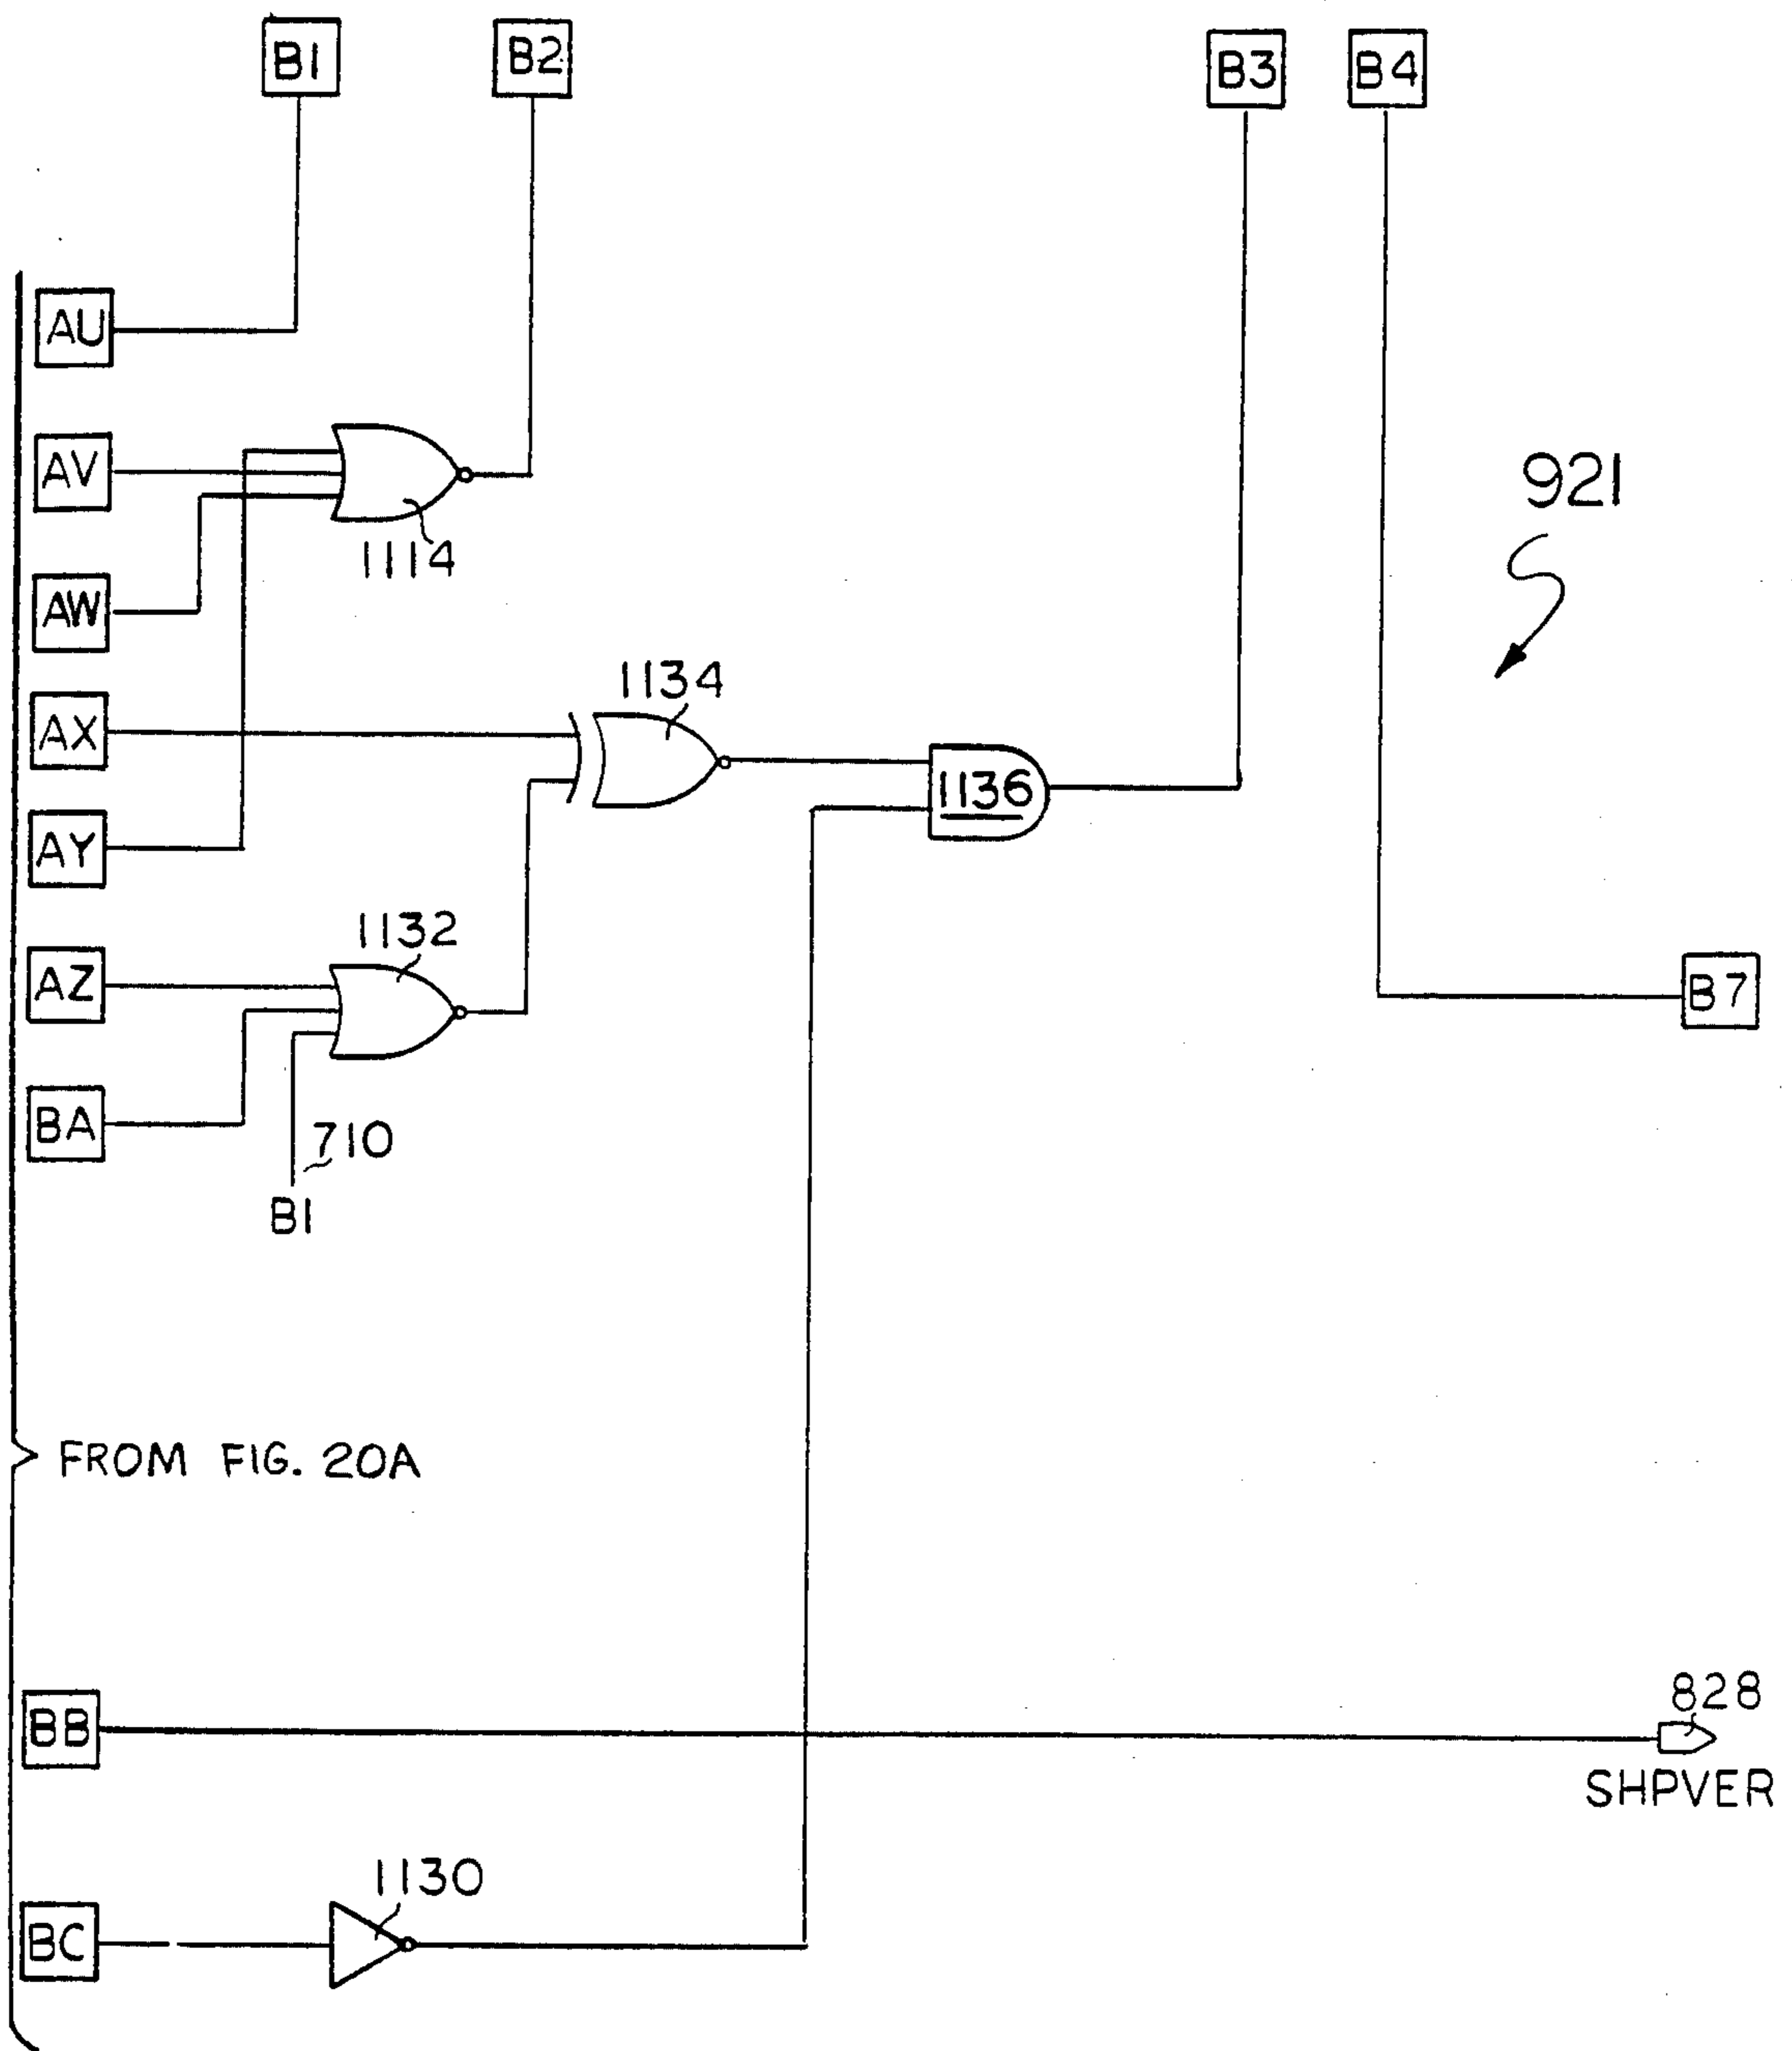 B1
B2
B3
B4
AU
AV
921
1114
AW
1134
AX
1136
AY
1132
AZ
B7
BA
710
B1
FROM FIG. 20A
828
BB
SHPVER
1130
BC